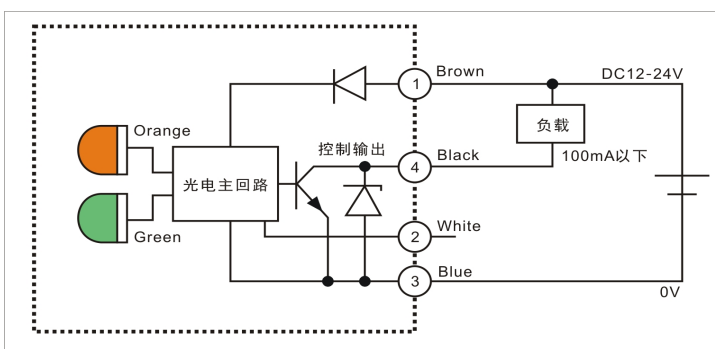 Brown
DC12-24V
1
Orange
负载
控制输出
Black
100mA以下
4
光电主回路
White
2
Green
Blue
3
0V